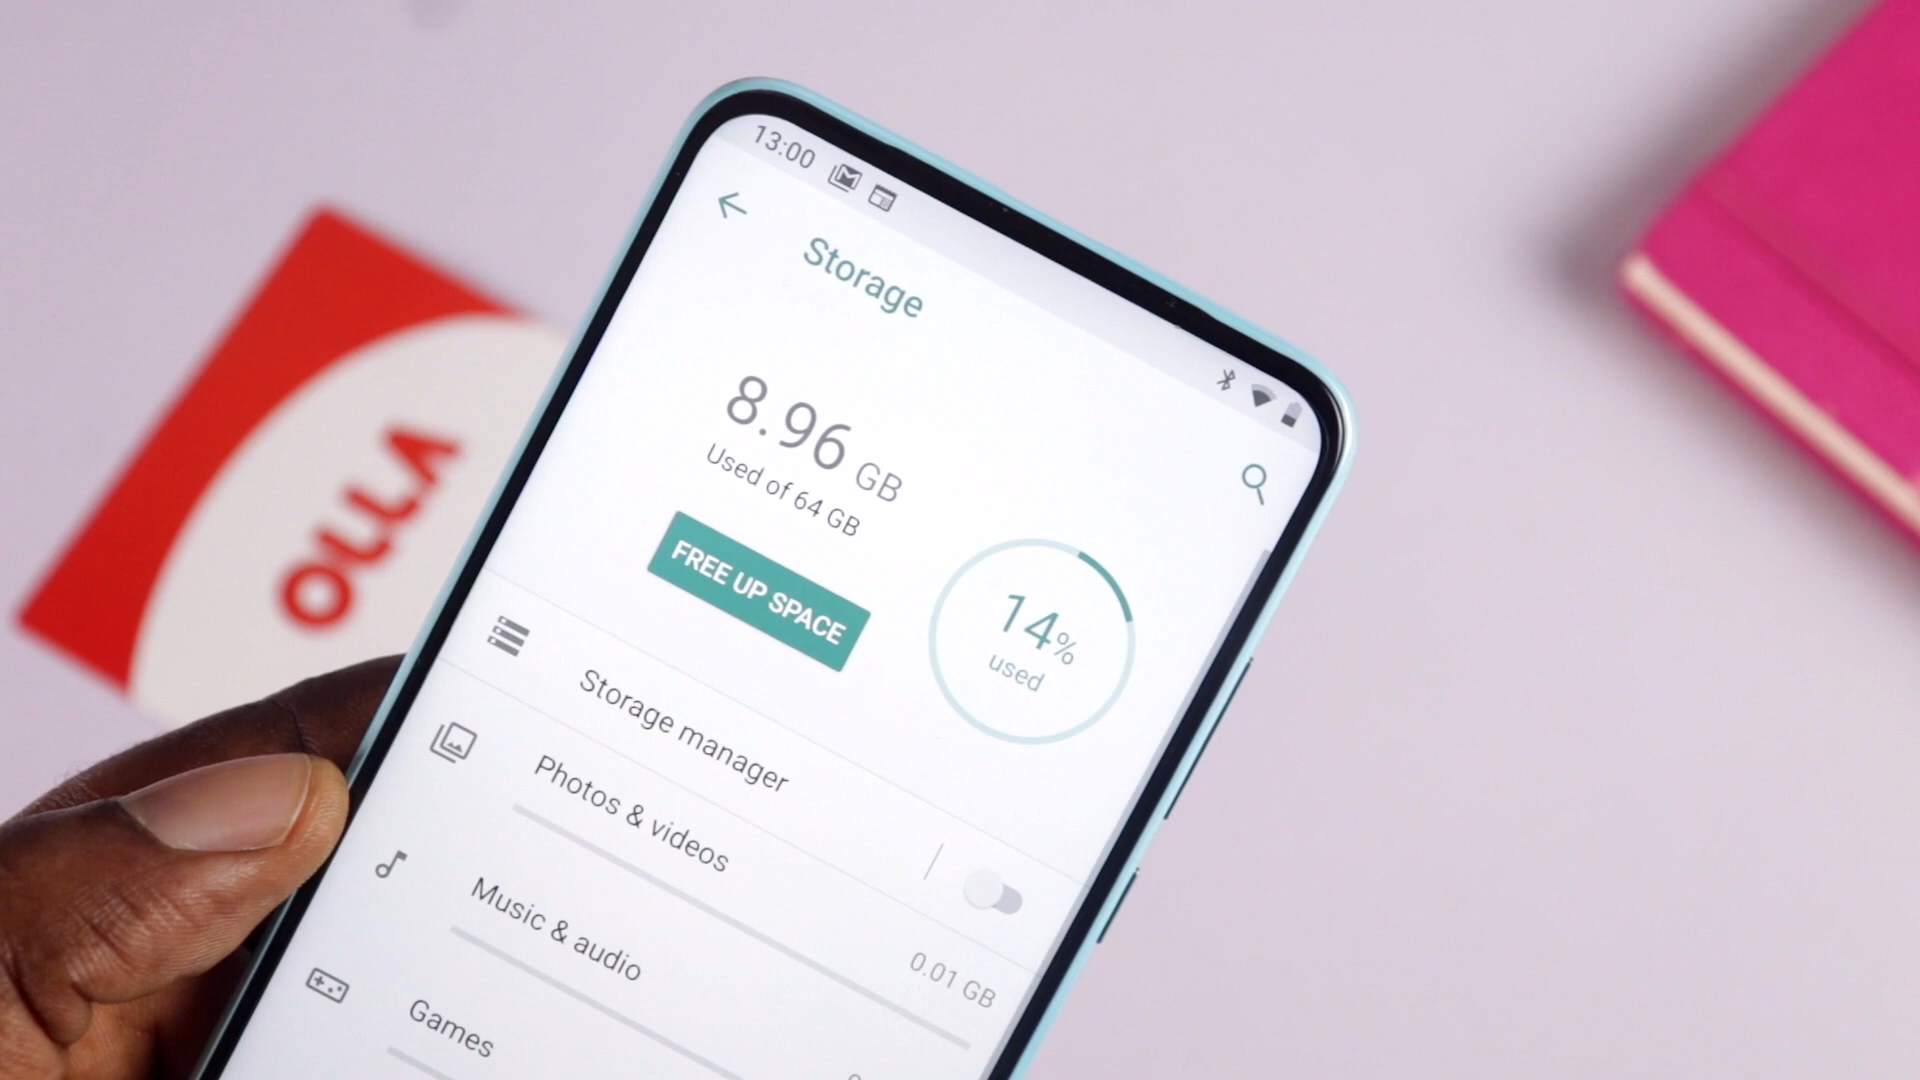 13:00
Storage
8.96 GB
Used of 64 GB
FREE UP SPACE
14%
used
Storage manager
Photos & videos
0.01 GB
Music & audio
Games